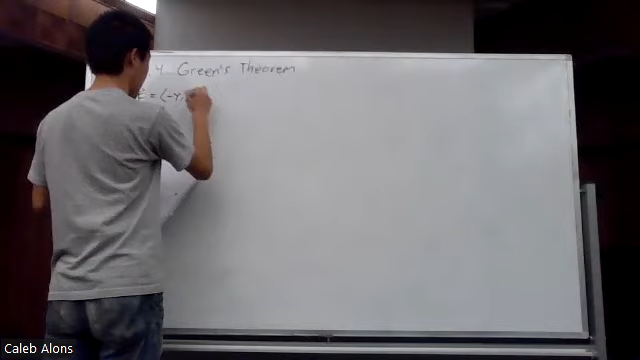 4 Green's Theorem
= (-y,
Caleb Alons